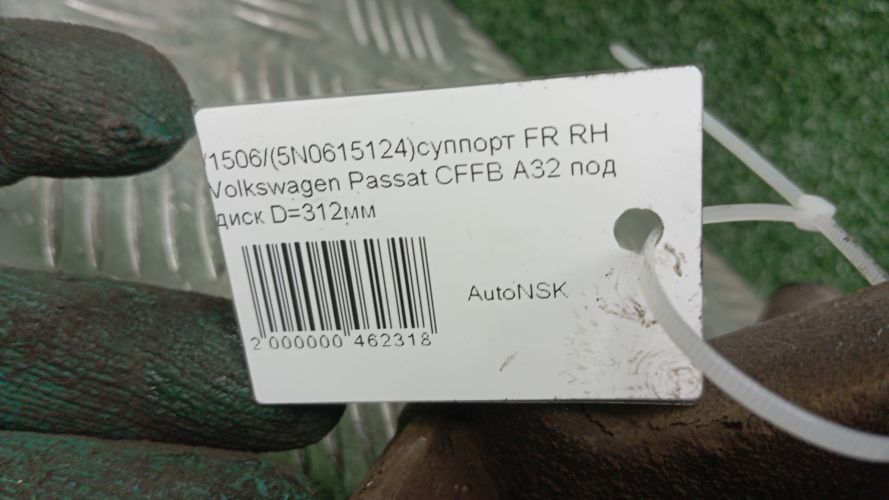 /1506/(5N0615124)суппорт FR RH
Volkswagen Passat CFFB A32 под
диск D=312мм
AutoNSK
2 000000 462318